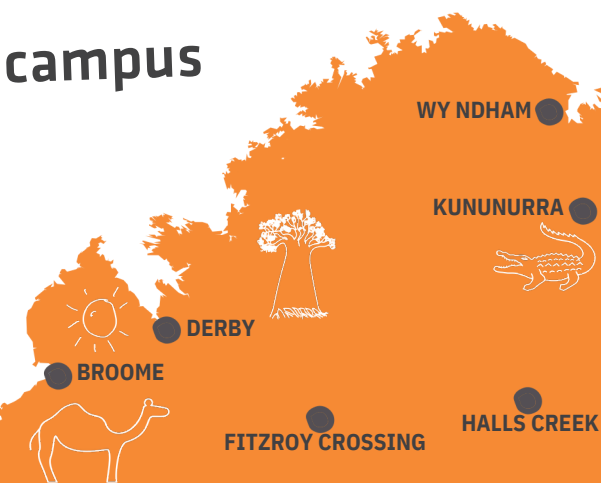 campus
WY NDHAM
KUNUNURRA
DERBY
BROOME
HALLS CREEK
FITZROY CROSSING